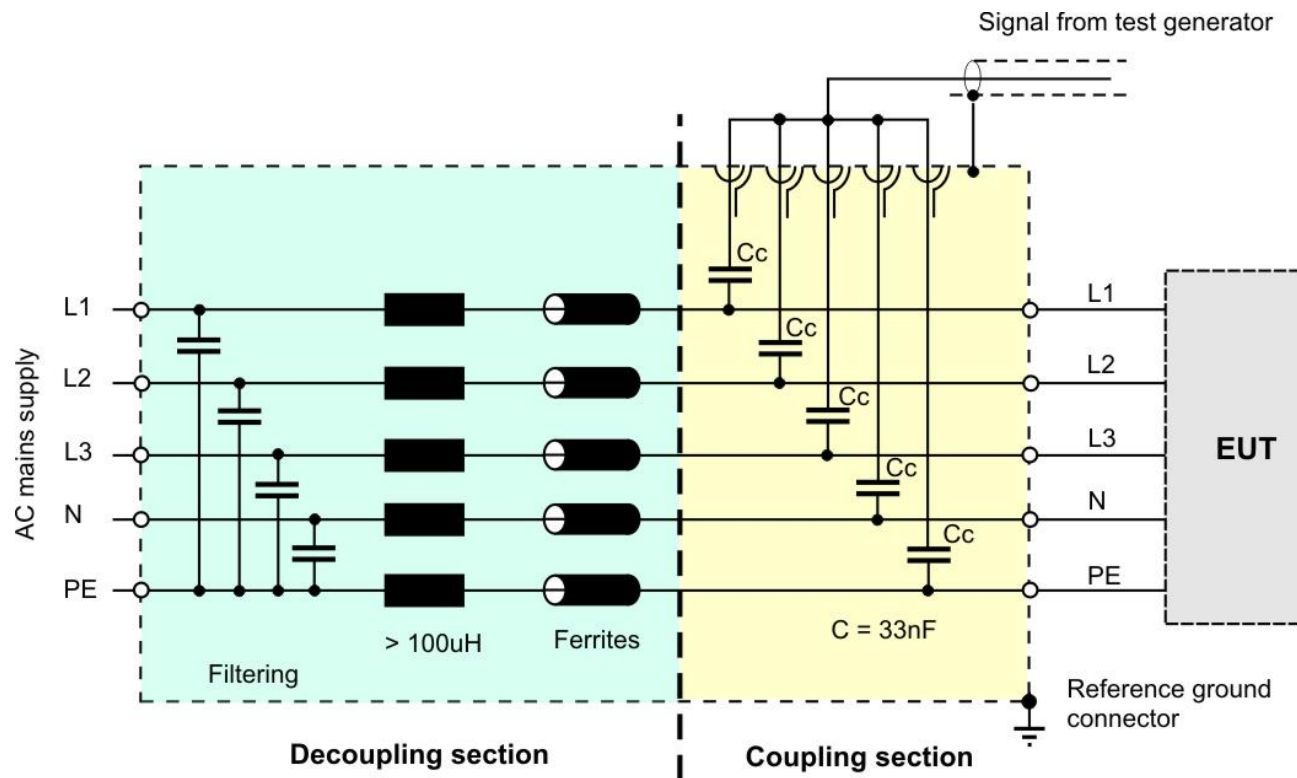 Signal from test generator
Cc
L1
L1
Cc
L2
L2
Cc
L3
L3
EUT
AC mains supply
Cc
N
N
Cc
PE
PE
> 100uH
Ferrites
C = 33nF
Filtering
Reference ground
connector
Decoupling section
Coupling section